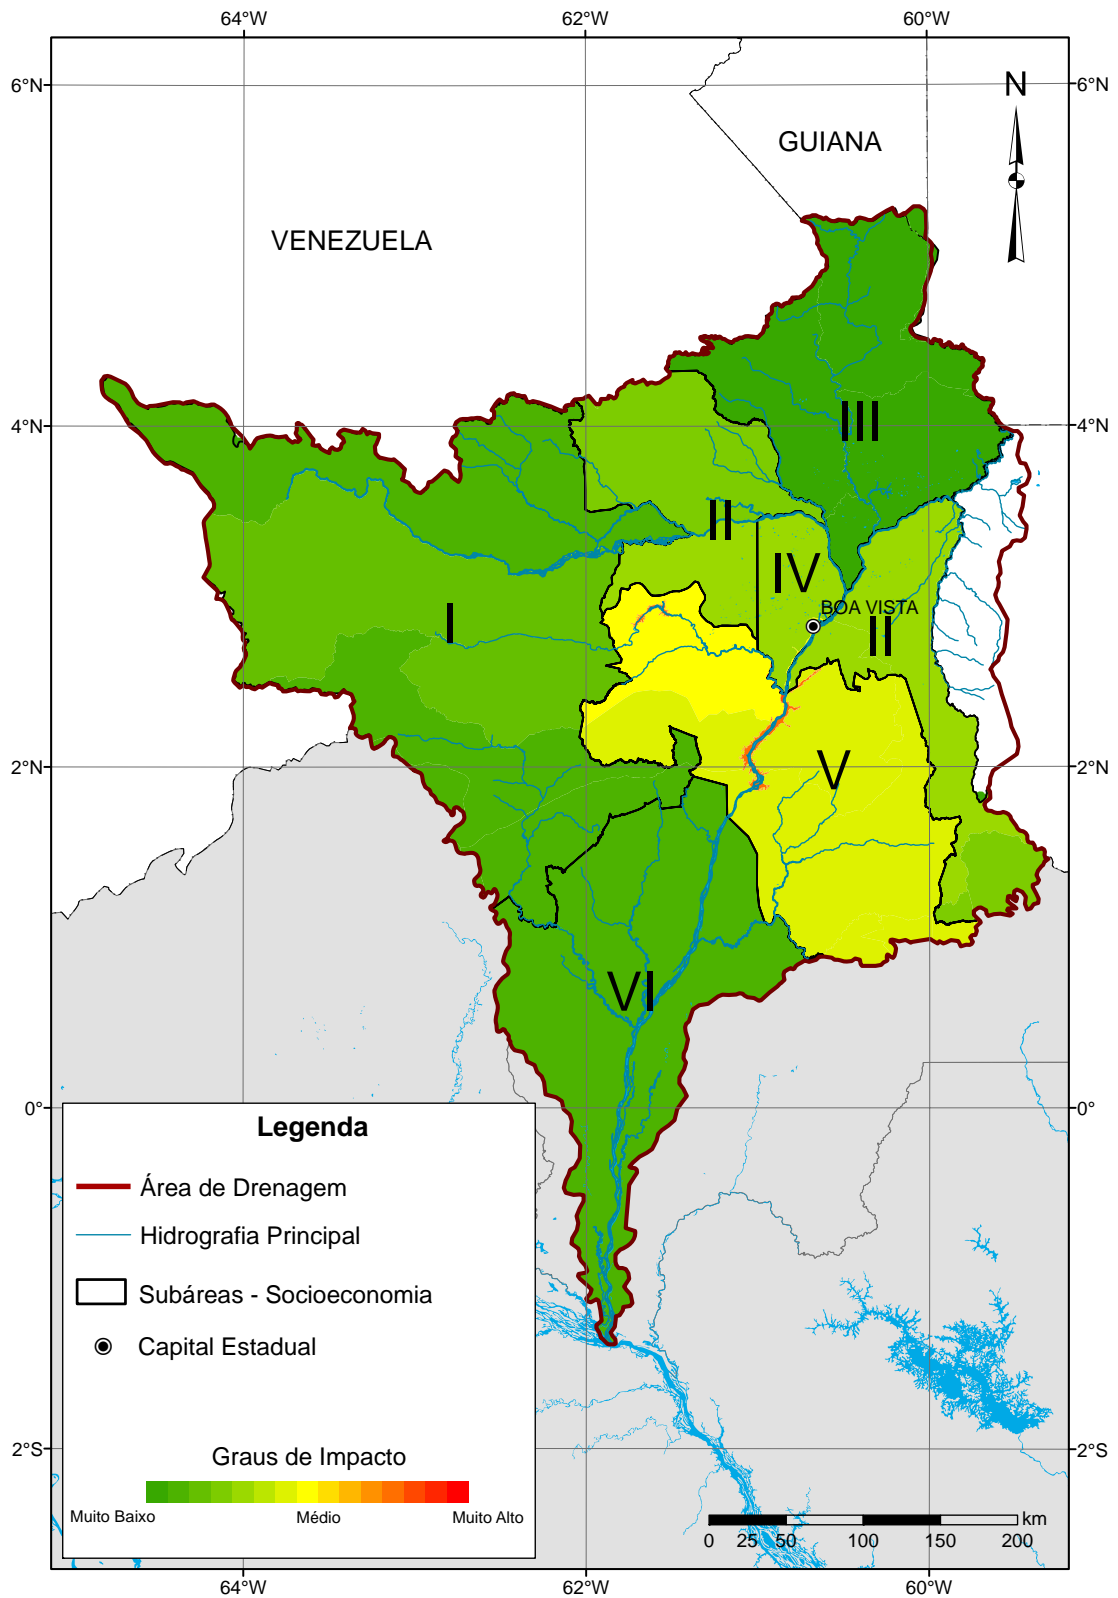 64°W 62°W 60°W
6°N 6°N
N
GUIANA
VENEZUELA
4°N 4°N
III
II
IV
BOA VISTA
I
II
2°N 2°N
V
VI
0° 0°
Legenda
Área de Drenagem
Hidrografia Principal
Subáreas - Socioeconomia
Capital Estadual
2°S 2°S
Graus de Impacto
Muito Baixo Médio Muito Alto
km
0 25 50 100 150 200
64°W 62°W 60°W